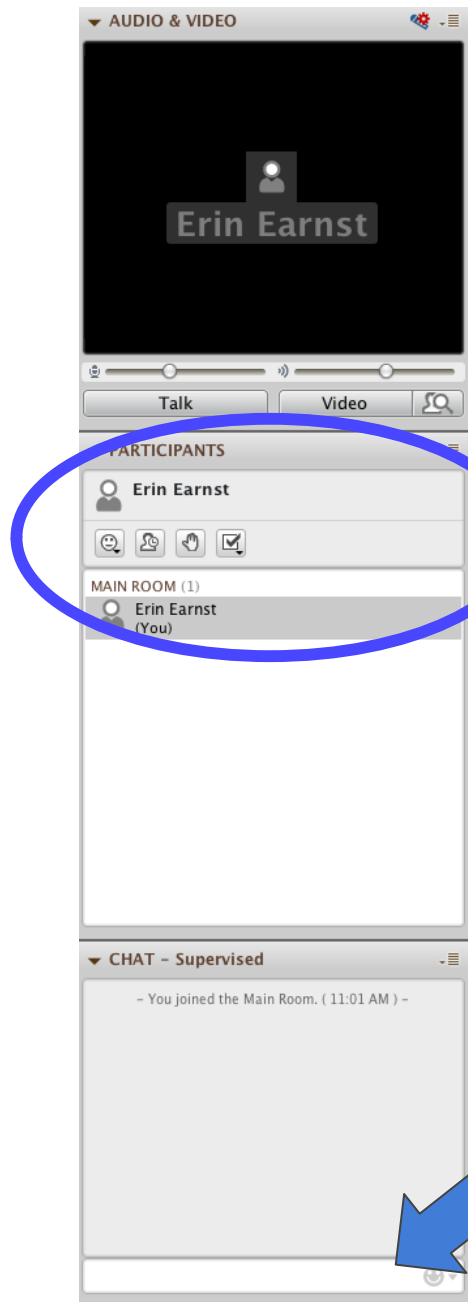 AUDIO & VIDEO
Erin Earnst
Talk Video
PARTICIPANTS
Erin Earnst
MAIN ROOM (1)
Erin Earnst
(You)
CHAT – Supervised
– You joined the Main Room. ( 11:01 AM ) –